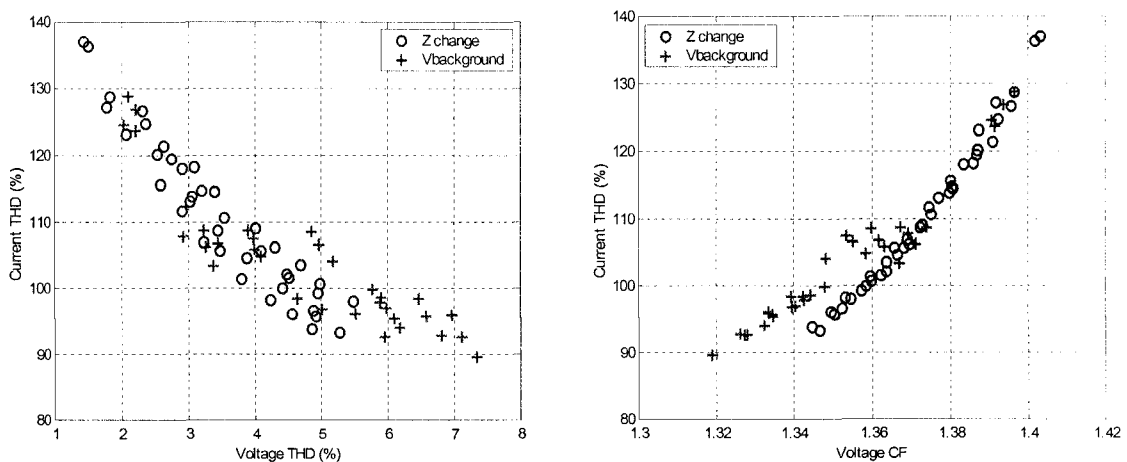 140
130
120
110
100
90
80
Current THD (%)
1 2 3 4 5 6 7 8
Voltage THD (%)
Z change
Vbackground
140
130
120
110
100
90
80
Current THD (%)
1.3 1.32 1.34 1.36 1.38 1.4 1.42
Voltage CF
Z change
Vbackground